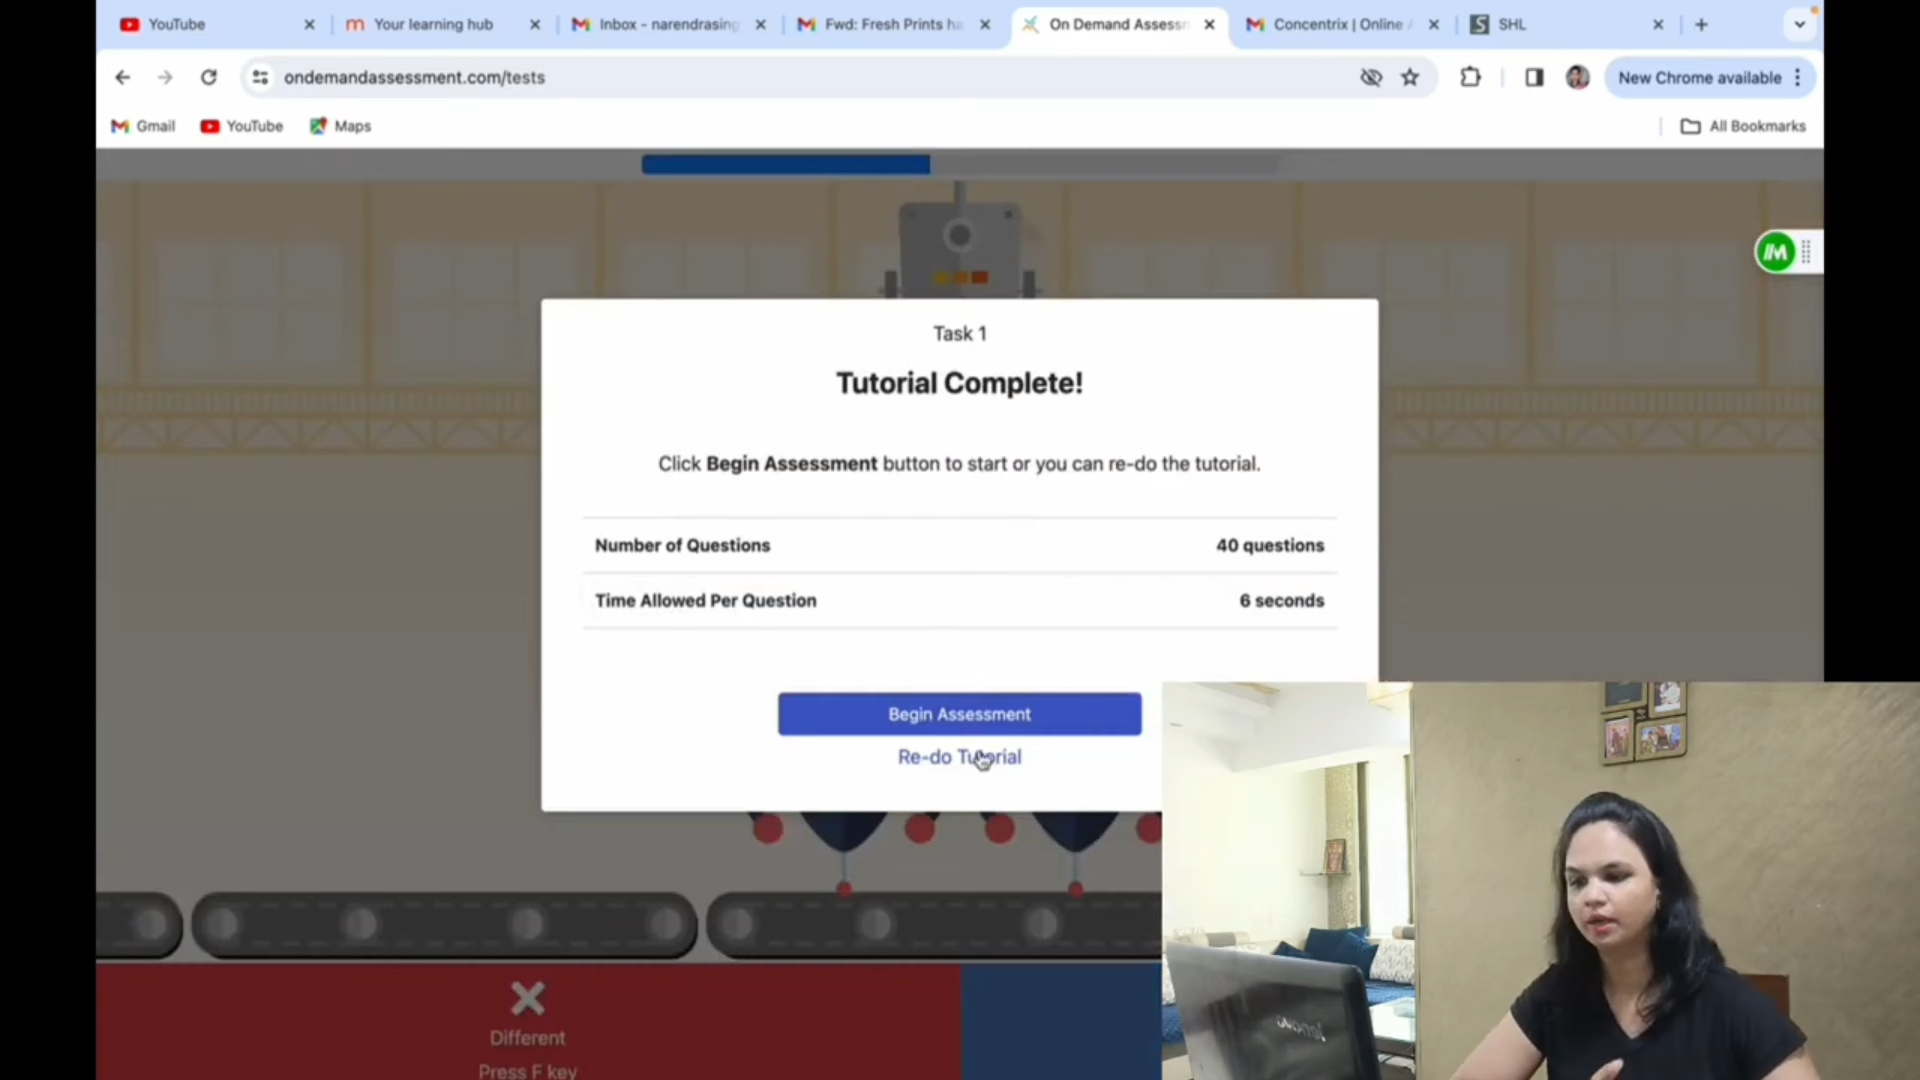 YouTube
Your learning hub
Inbox - narendrasing
Fwd: Fresh Prints ha
On Demand Assessm
Concentrix | Online
SHL
ondemandassessment.com/tests
New Chrome available
Gmail
YouTube
Maps
All Bookmarks
Task 1
Tutorial Complete!
Click Begin Assessment button to start or you can re-do the tutorial.
Number of Questions
40 questions
Time Allowed Per Question
6 seconds
Begin Assessment
Re-do Tutorial
Different
Press F key